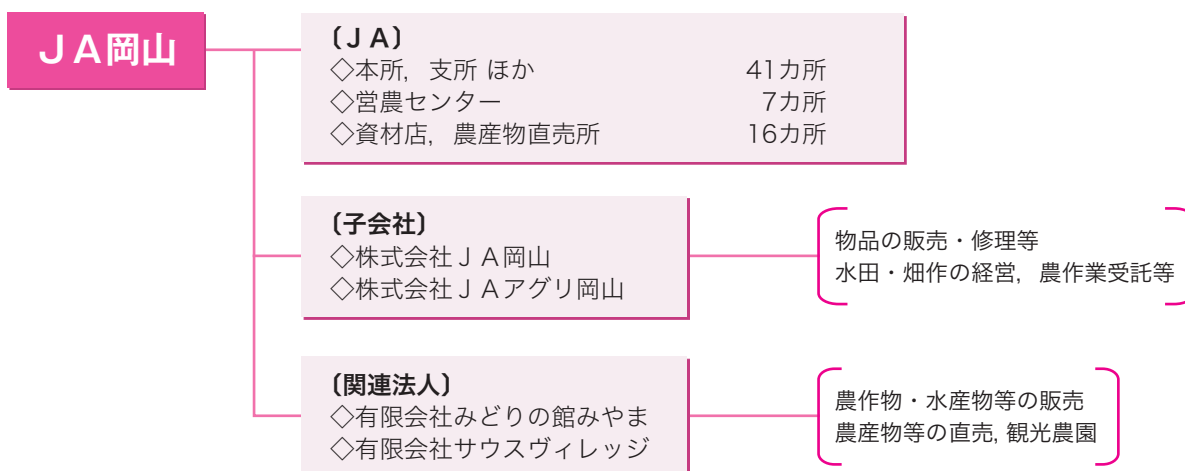 ＪＡ岡山
〔ＪＡ〕
◇本所，支所 ほか 41カ所
◇営農センター 7カ所
◇資材店，農産物直売所 16カ所
〔子会社〕
◇株式会社ＪＡ岡山
◇株式会社ＪＡアグリ岡山
物品の販売・修理等
水田・畑作の経営，農作業受託等
〔関連法人〕
◇有限会社みどりの館みやま
◇有限会社サウスヴィレッジ
農作物・水産物等の販売
農産物等の直売, 観光農園